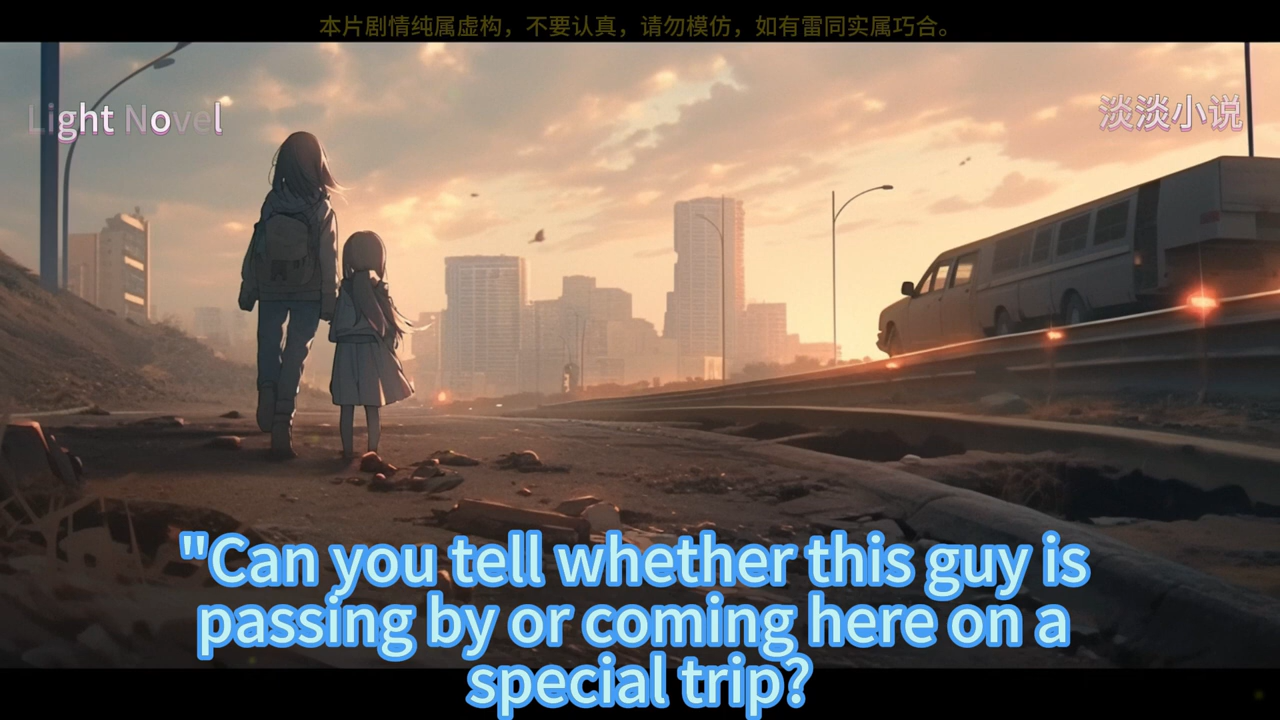 本片剧情纯属虚构，不要认真，请勿模仿，如有雷同实属巧合。
Light Novel
淡淡小说
"Can you tell whether this guy is
passing by or coming here on a
special trip?